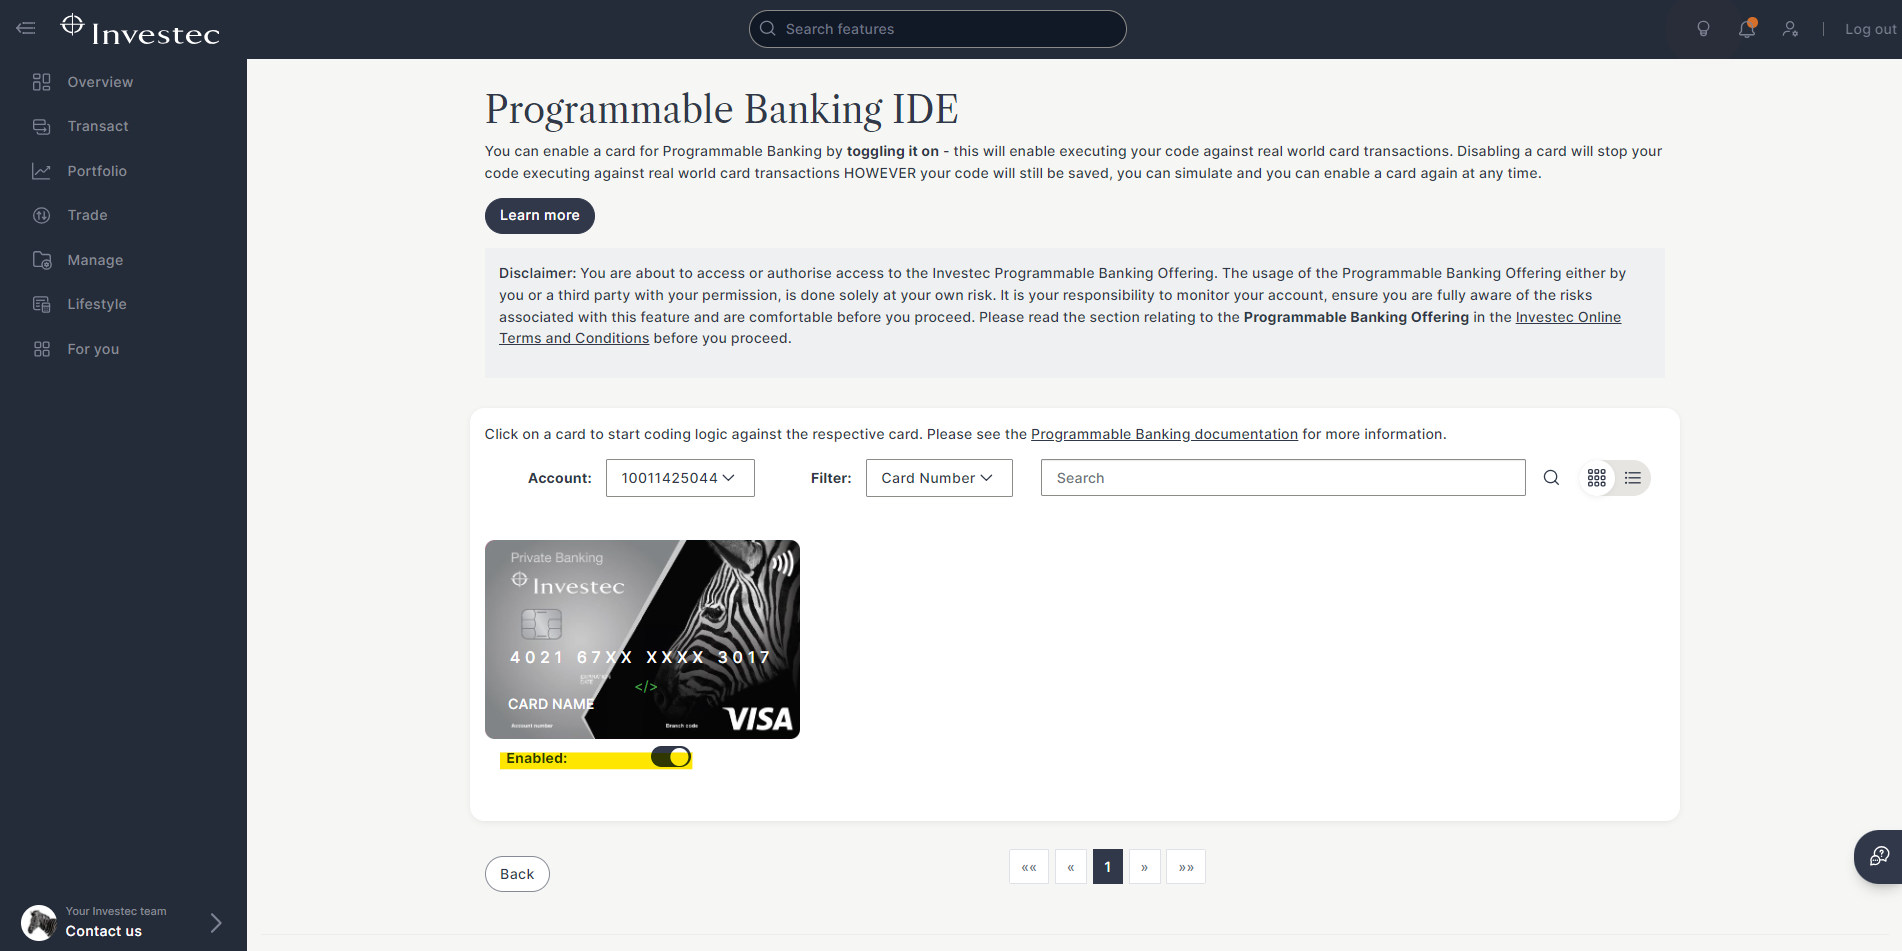 Investec
Search features
Log out
Overview
Transact
Portfolio
Trade
Manage
Lifestyle
For you
Programmable Banking IDE
You can enable a card for Programmable Banking by toggling it on - this will enable executing your code against real world card transactions. Disabling a card will stop your
code executing against real world card transactions HOWEVER your code will still be saved, you can simulate and you can enable a card again at any time.
Learn more
Disclaimer: You are about to access or authorise access to the Investec Programmable Banking Offering. The usage of the Programmable Banking Offering either by
you or a third party with your permission, is done solely at your own risk. It is your responsibility to monitor your account, ensure you are fully aware of the risks
associated with this feature and are comfortable before you proceed. Please read the section relating to the Programmable Banking Offering in the Investec Online
Terms and Conditions before you proceed.
Click on a card to start coding logic against the respective card. Please see the Programmable Banking documentation for more information.
Account: 10011425044 Filter: Card Number Search
Private Banking
Investec
4021 67XX XXXX 3017
</>
CARD NAME
Account number Branch code
VISA
Enabled:
Back
«« « 1 » »»
Your Investec team
Contact us